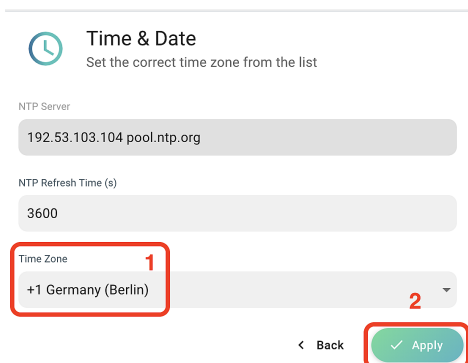 Time & Date
Set the correct time zone from the list
NTP Server
192.53.103.104 pool.ntp.org
NTP Refresh Time (s)
3600
Time Zone
1
+1 Germany (Berlin)
2
Back
Apply